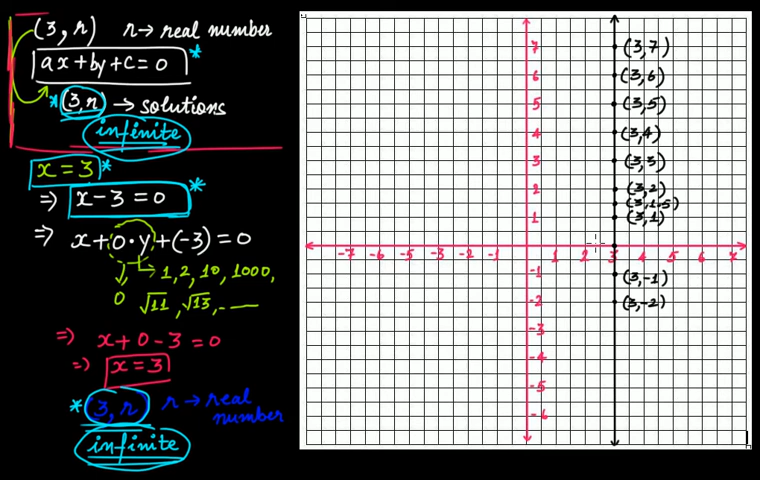 (3, r) r → real number
ax + by + c = 0 *
* (3, r) → solutions
infinite
x = 3 *
⇒ x - 3 = 0 *
⇒ x + 0 · y + (-3) = 0
→ 1, 2, 10, 1000,
0 √11, √13, - ——
⇒ x + 0 - 3 = 0
⇒ x = 3
* 3, r r → real
number
infinite
7 (3, 7)
6 (3, 6)
5 (3, 5)
4 (3, 4)
3 (3, 3)
2 (3, 2)
(3, 1.5)
1 (3, 1)
-7 -6 -5 -4 -3 -2 -1 1 2 3 4 5 6 7
-1 (3, -1)
-2 (3, -2)
-3
-4
-5
-6